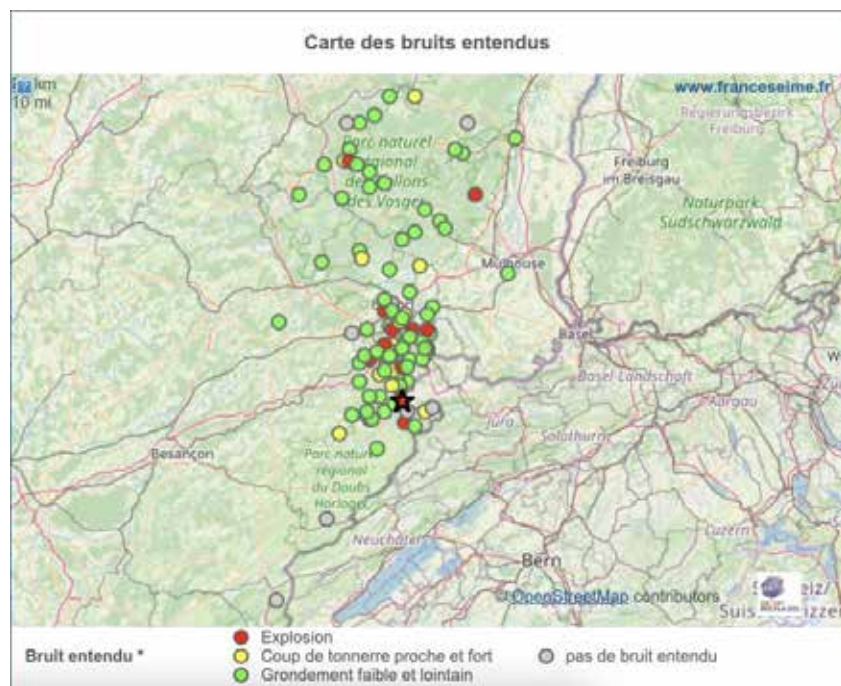 Carte des bruits entendus
km
10 mi
www.franceseime.fr
Regierungsbezirk
Freiburg
Parc naturel
régional
des Ballons
des Vosges
Freiburg
im Breisgau
Naturpark
Südschwarzwald
Mulhouse
Basel
Basel-Landschaft
Aargau
Jura
Solothurn
Besançon
Parc naturel
régional
du Doubs
Horloger
Neuchâtel
Luzern
Bern
© OpenStreetMap contributors
Bruit entendu *
Explosion
Coup de tonnerre proche et fort
Grondement faible et lointain
pas de bruit entendu